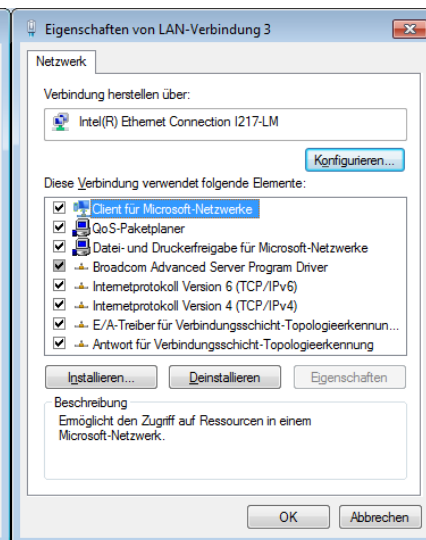 Eigenschaften von LAN-Verbindung 3
Netzwerk
Verbindung herstellen über:
Intel(R) Ethernet Connection I217-LM
Konfigurieren...
Diese Verbindung verwendet folgende Elemente:
Client für Microsoft-Netzwerke
QoS-Paketplaner
Datei- und Druckerfreigabe für Microsoft-Netzwerke
Broadcom Advanced Server Program Driver
Internetprotokoll Version 6 (TCP/IPv6)
Internetprotokoll Version 4 (TCP/IPv4)
E/A-Treiber für Verbindungsschicht-Topologieerkennun...
Antwort für Verbindungsschicht-Topologieerkennung
Installieren... Deinstallieren Eigenschaften
Beschreibung
Ermöglicht den Zugriff auf Ressourcen in einem
Microsoft-Netzwerk.
OK Abbrechen